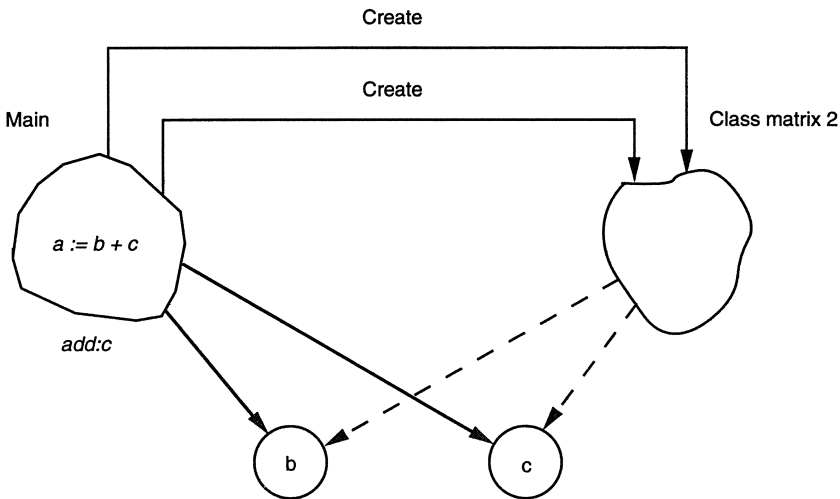 Create
Create
Main
Class matrix 2
a := b + c
add:c
b
c